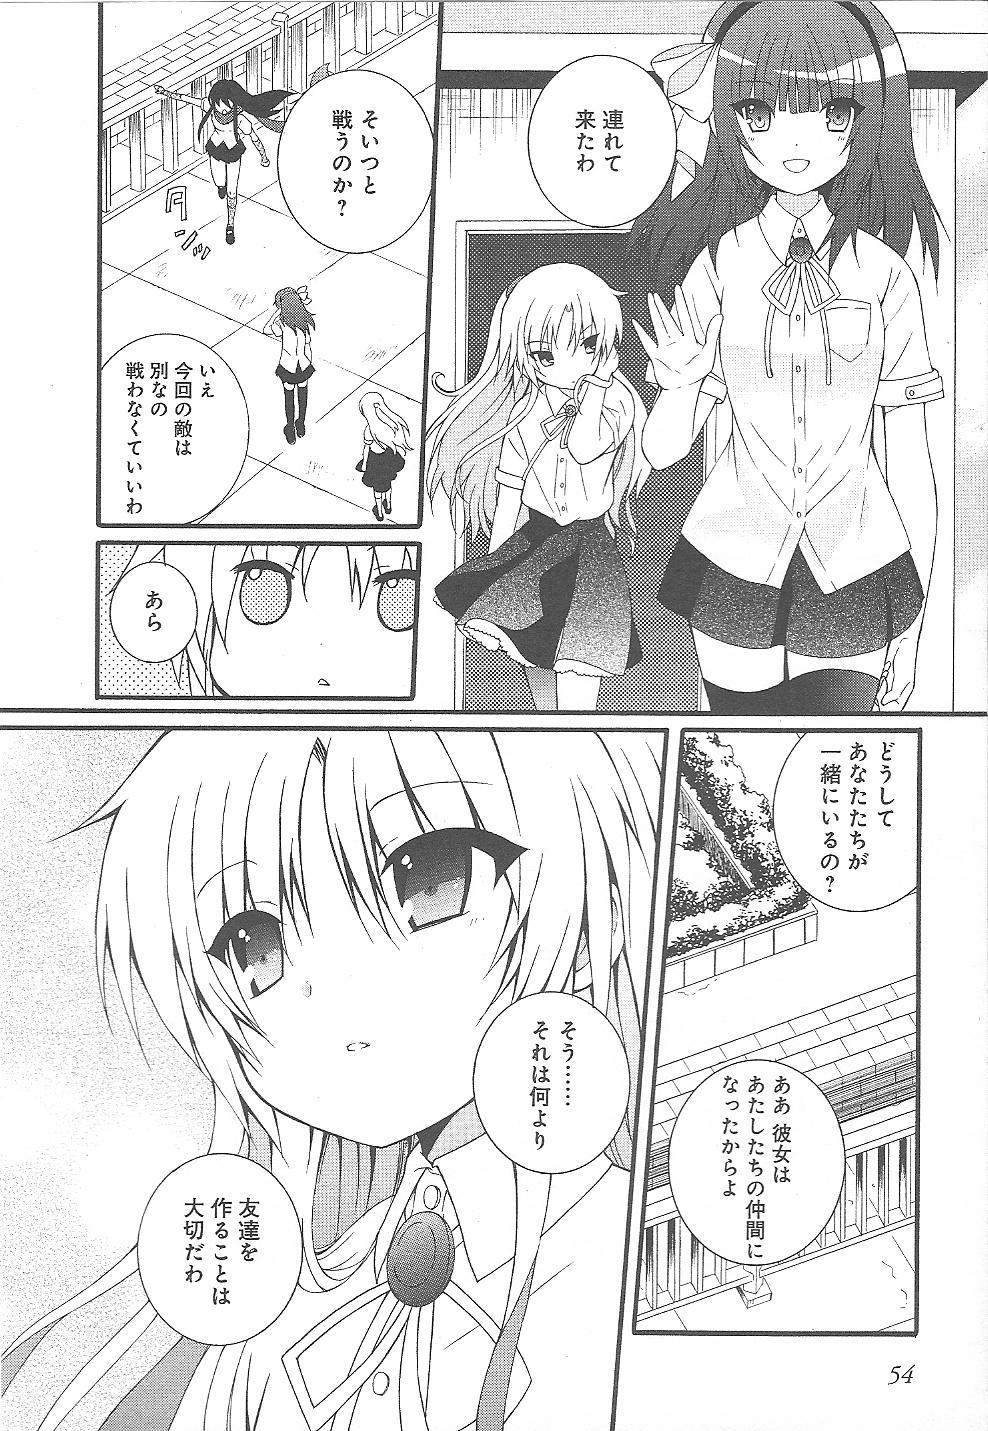 連れて
来たわ
そいつと
戦うのか?
ダンッ
いえ
今回の敵は
別なの
戦わなくていいわ
あら
どうして
あなたたちが
一緒にいるの?
ああ 彼女は
あたしたちの仲間に
なったからよ
そう……
それは何より
友達を
作ることは
大切だわ
54